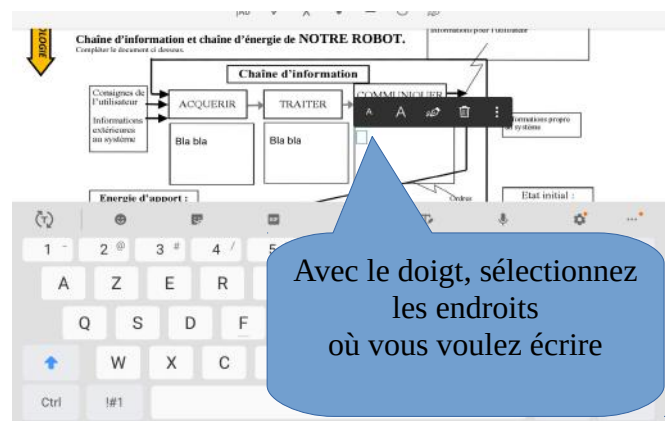 OLOGIE
Chaîne d'information et chaîne d'énergie de NOTRE ROBOT.
Compléter le document ci dessous.
Informations pour l'utilisateur
Chaîne d'information
Consignes de
l'utilisateur
Informations
extérieures
au système
ACQUERIR
TRAITER
COMMUNIQUER
A A
Informations propre
au système
Bla bla
Bla bla
Energie d'apport :
Ordres
Etat initial :
1 - 2 @ 3 # 4 / 5
A Z E R
Q S D F
W X C
Ctrl !#1
Avec le doigt, sélectionnez
les endroits
où vous voulez écrire